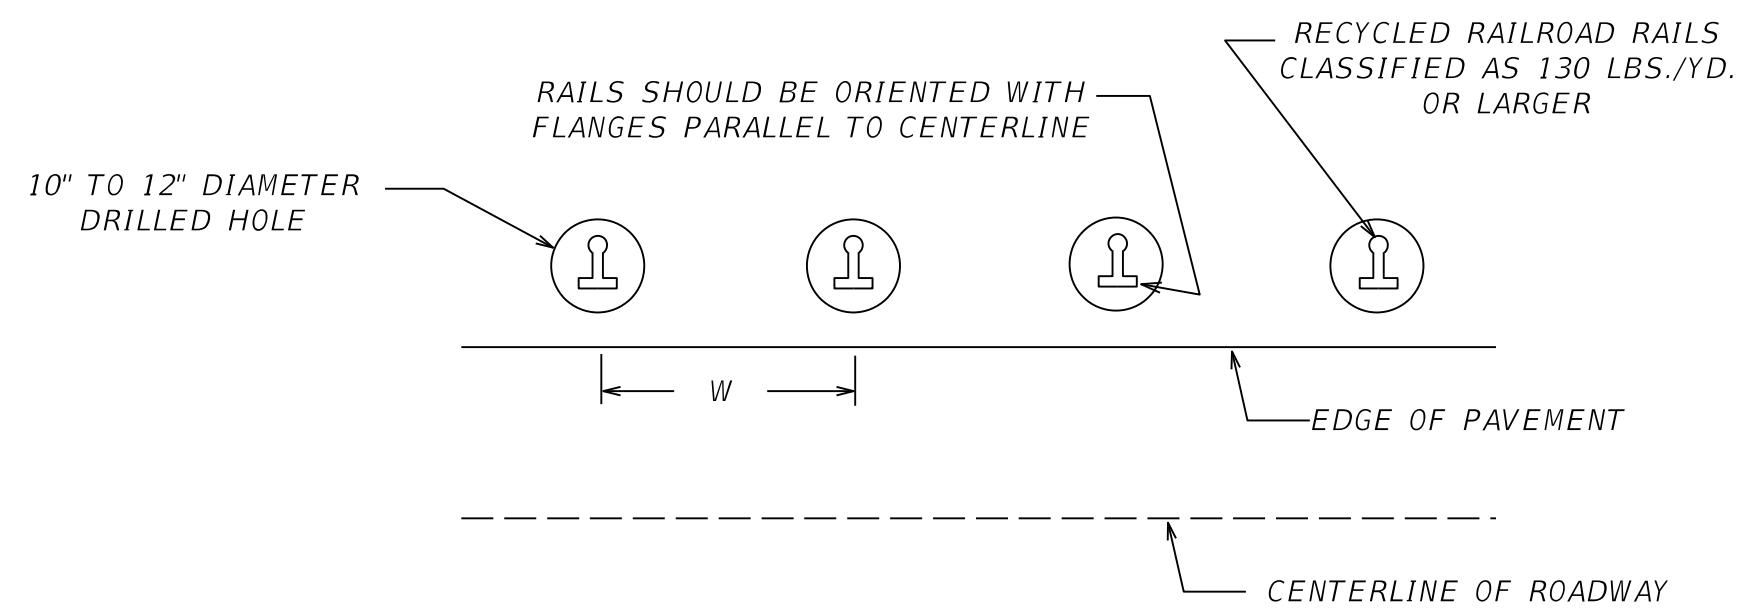 RECYCLED RAILROAD RAILS
CLASSIFIED AS 130 LBS./YD.
OR LARGER
RAILS SHOULD BE ORIENTED WITH
FLANGES PARALLEL TO CENTERLINE
10" TO 12" DIAMETER
DRILLED HOLE
W
EDGE OF PAVEMENT
CENTERLINE OF ROADWAY